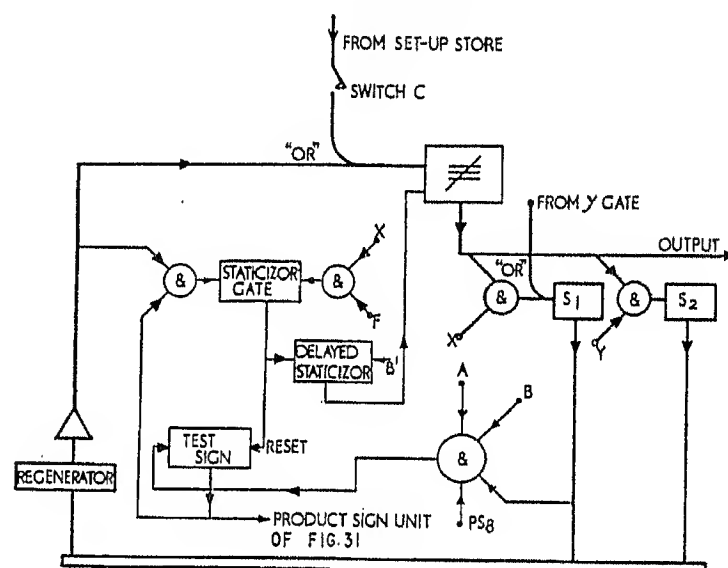 FROM SET-UP STORE
SWITCH C
"OR"
≢
FROM Y GATE
OUTPUT
X
&
STATICIZOR
GATE
&
F
"OR"
&
S1
&
S2
X
Y
DELAYED
STATICIZOR
B'
A
B
&
TEST
SIGN
RESET
REGENERATOR
PRODUCT SIGN UNIT
OF FIG. 31
PS8